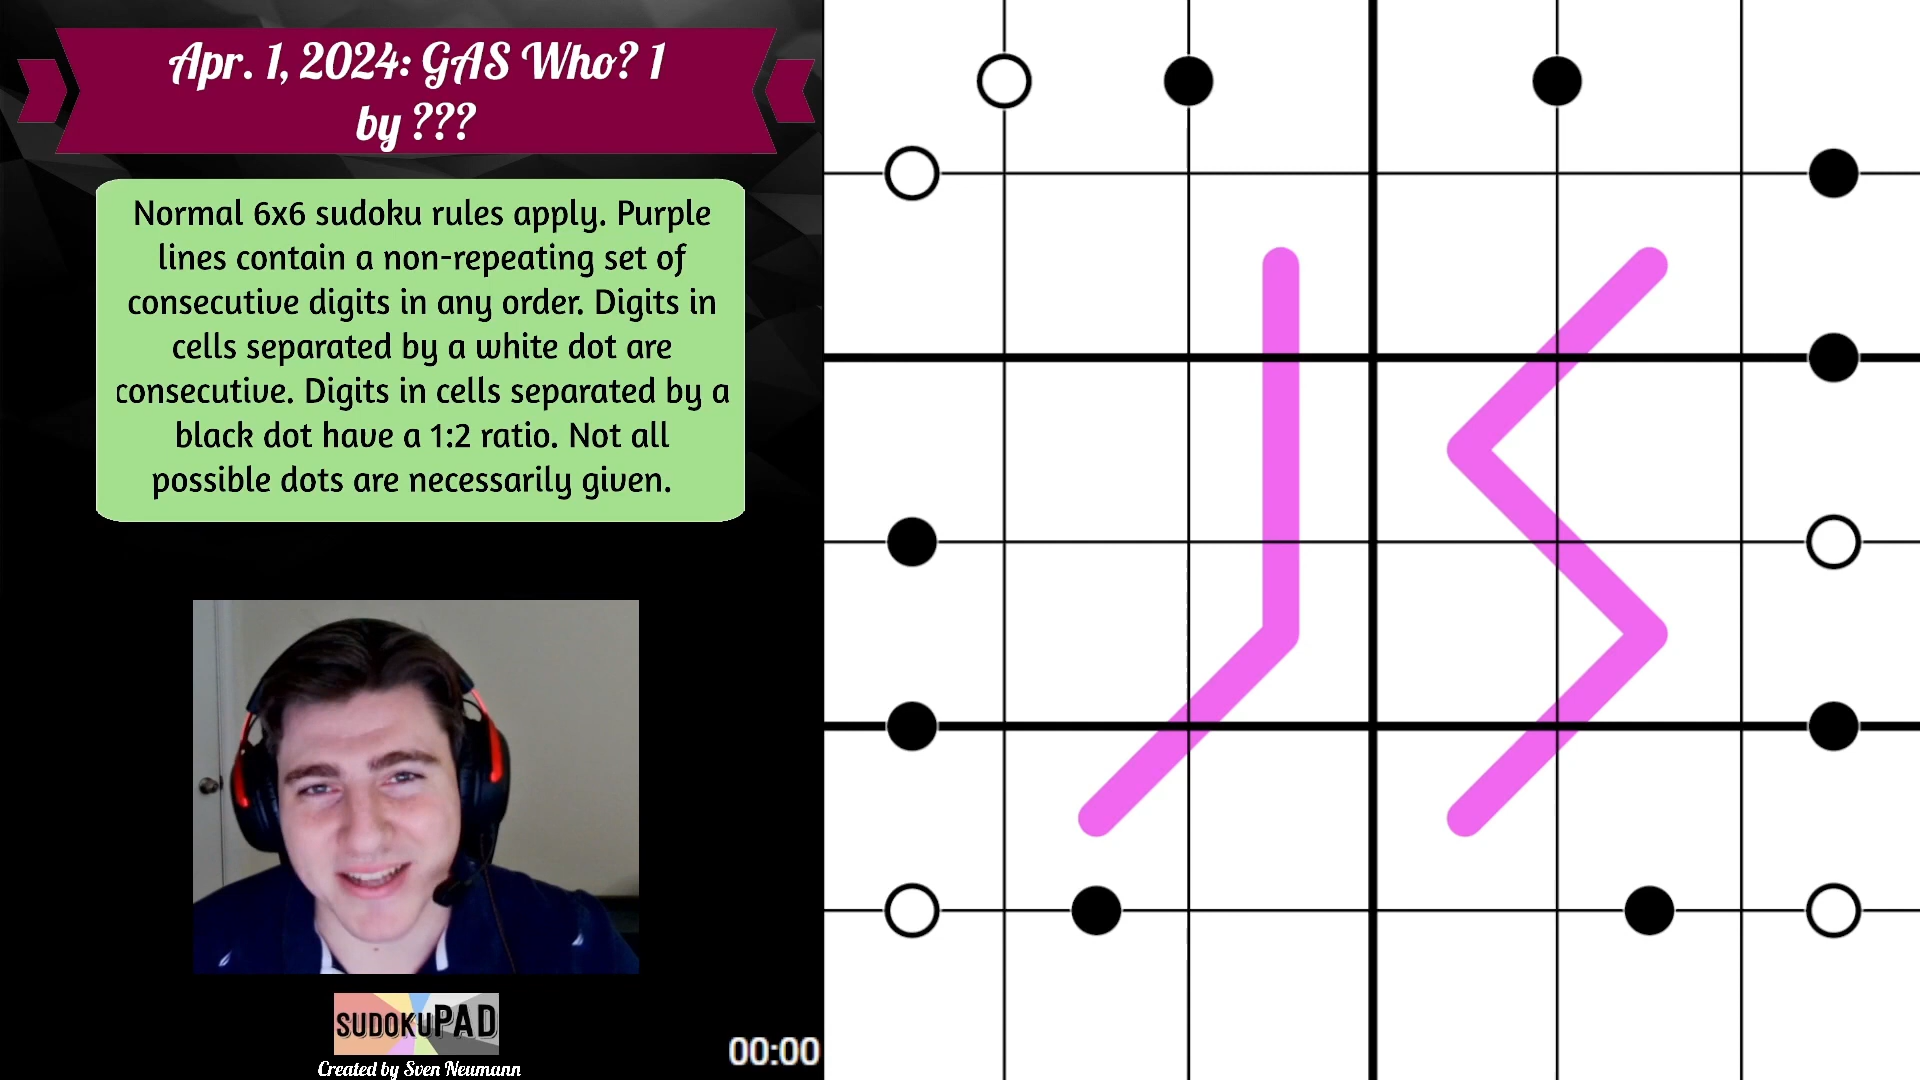 Apr. 1, 2024: GAS Who? 1
by ???
Normal 6x6 sudoku rules apply. Purple
lines contain a non-repeating set of
consecutive digits in any order. Digits in
cells separated by a white dot are
consecutive. Digits in cells separated by a
black dot have a 1:2 ratio. Not all
possible dots are necessarily given.
SUDOKUPAD
Created by Sven Neumann
00:00